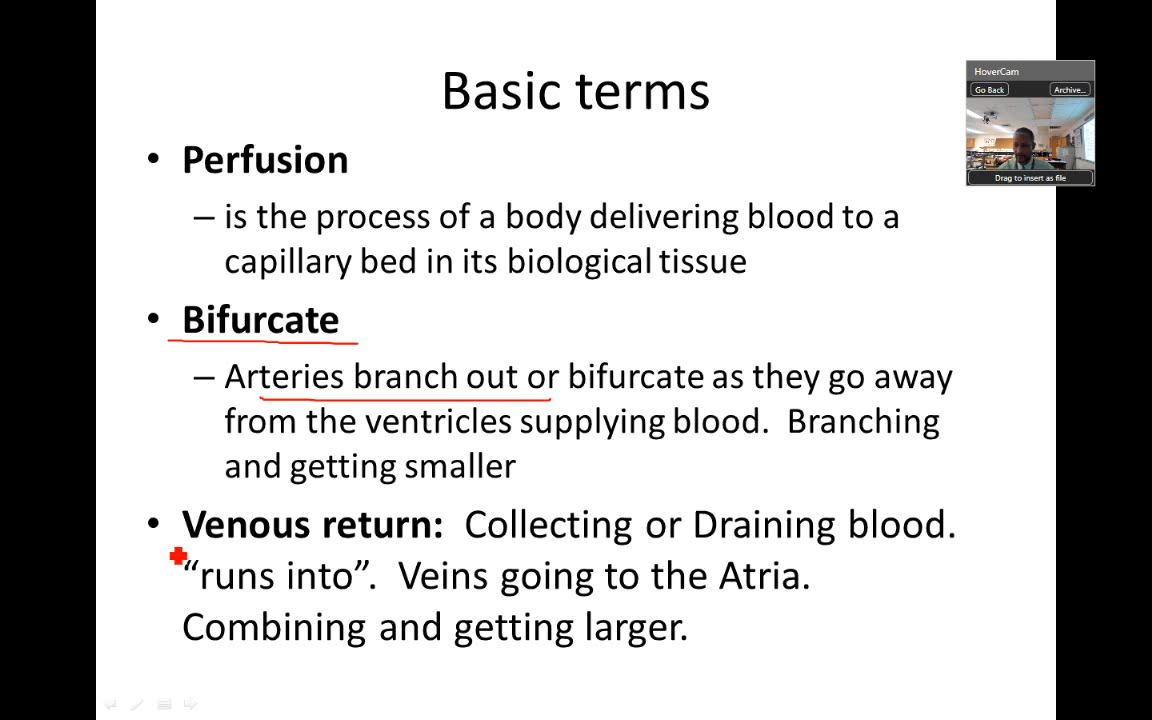 Basic terms
HoverCam
Go Back
Archive...
Drag to insert as file
• Perfusion
– is the process of a body delivering blood to a
capillary bed in its biological tissue
• Bifurcate
– Arteries branch out or bifurcate as they go away
from the ventricles supplying blood.  Branching
and getting smaller
• Venous return:  Collecting or Draining blood.
“runs into”.  Veins going to the Atria.
Combining and getting larger.